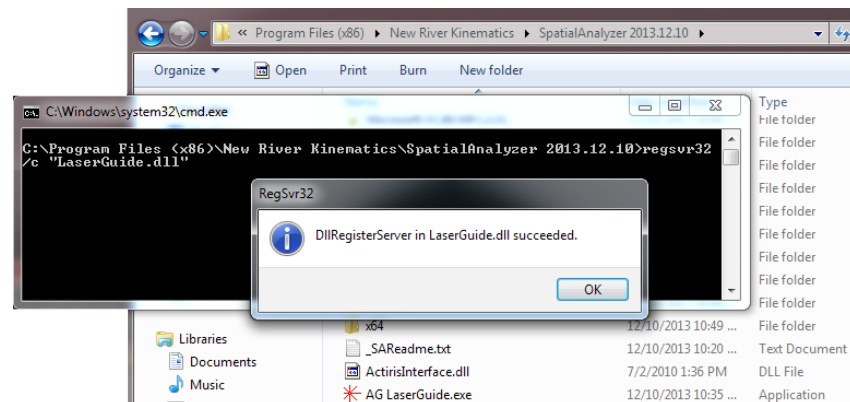 « Program Files (x86) ▸ New River Kinematics ▸ SpatialAnalyzer 2013.12.10 ▸
Organize ▾ Open Print Burn New folder
C:\Windows\system32\cmd.exe
Type
File folder
C:\Program Files (x86)\New River Kinematics\SpatialAnalyzer 2013.12.10>regsvr32
/c "LaserGuide.dll"
File folder
File folder
RegSvr32
File folder
File folder
DllRegisterServer in LaserGuide.dll succeeded.
File folder
File folder
OK
File folder
File folder
x64 12/10/2013 10:49 ... File folder
Libraries
_SAReadme.txt 12/10/2013 10:20 ... Text Document
Documents
ActirisInterface.dll 7/2/2010 1:36 PM DLL File
Music
AG LaserGuide.exe 12/10/2013 10:35 ... Application